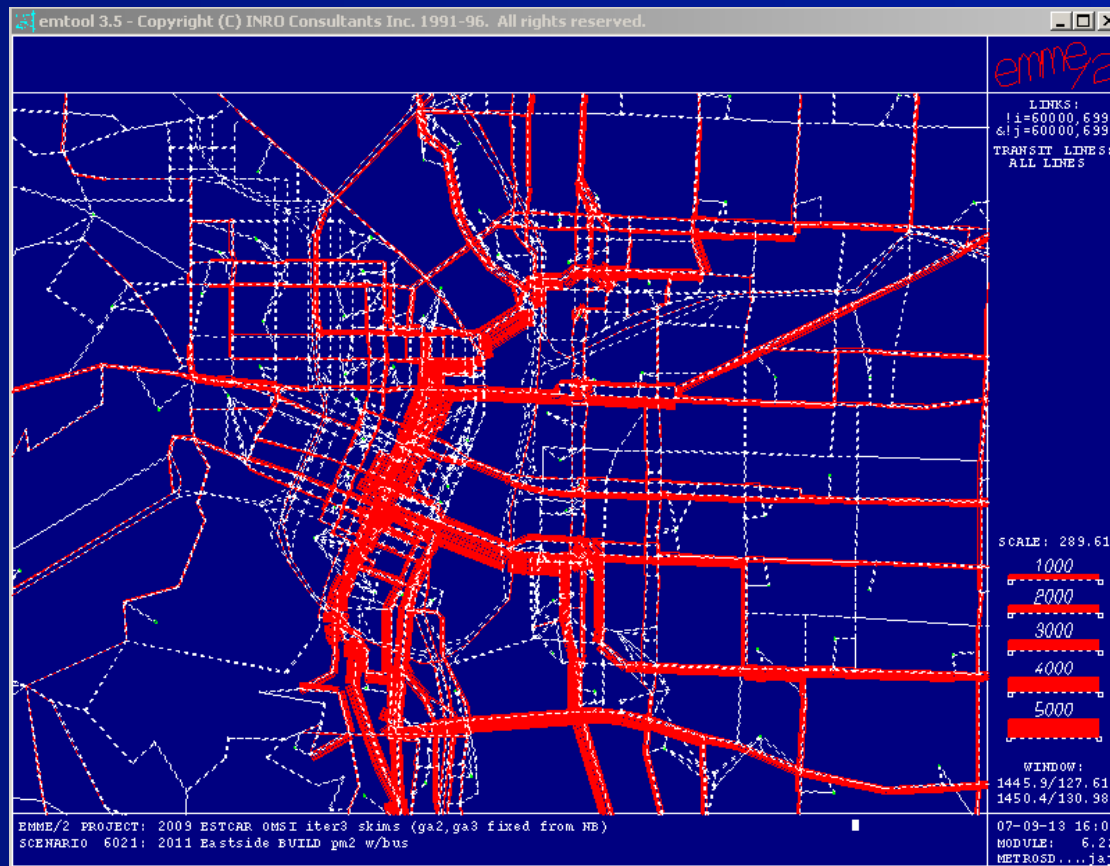 emtool 3.5 - Copyright (C) INRO Consultants Inc. 1991-96. All rights reserved.
emme/2
LINKS:
!i=60000,699
&!j=60000,699
TRANSIT LINES:
ALL LINES
SCALE: 289.61
1000
2000
3000
4000
5000
WINDOW:
1445.9/127.61
1450.4/130.98
EMME/2 PROJECT: 2009 ESTCAR OMSI iter3 skims (ga2,ga3 fixed from NB)
SCENARIO 6021: 2011 Eastside BUILD pm2 w/bus
07-09-13 16:0
MODULE: 6.2
METROSD....ja